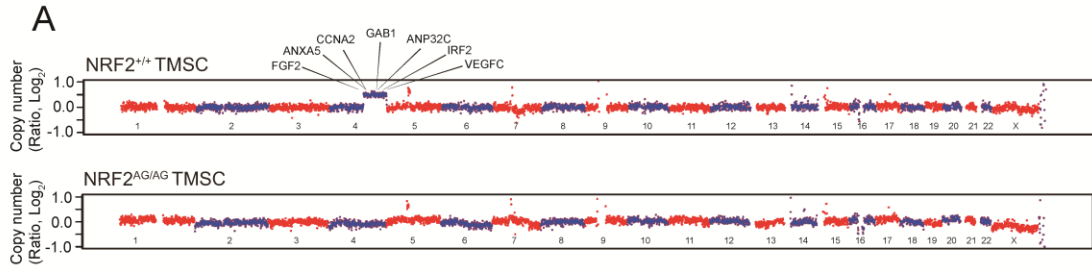 A
GAB1
CCNA2 ANP32C
ANXA5 IRF2
FGF2 VEGFC
NRF2+/+ TMSC
Copy number
(Ratio, Log2)
1.0
0.0
-1.0
1 2 3 4 5 6 7 8 9 10 11 12 13 14 15 16 17 18 19 20 21 22 X
NRF2AG/AG TMSC
Copy number
(Ratio, Log2)
1.0
0.0
-1.0
1 2 3 4 5 6 7 8 9 10 11 12 13 14 15 16 17 18 19 20 21 22 X